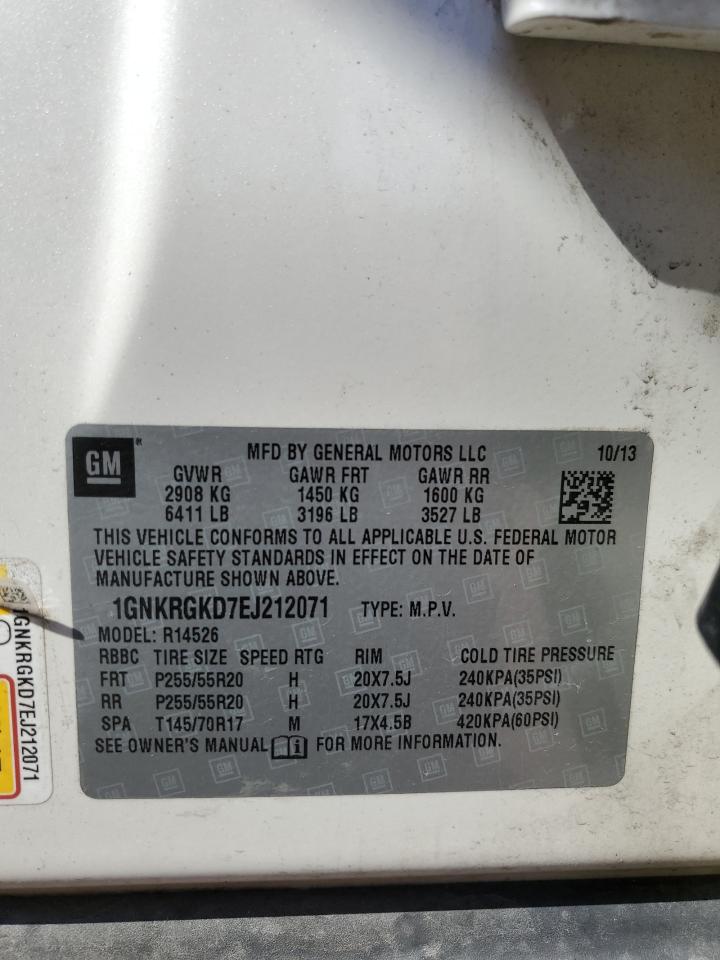 GM
MFD BY GENERAL MOTORS LLC 10/13
GVWR GAWR FRT GAWR RR
2908 KG 1450 KG 1600 KG
6411 LB 3196 LB 3527 LB
THIS VEHICLE CONFORMS TO ALL APPLICABLE U.S. FEDERAL MOTOR
VEHICLE SAFETY STANDARDS IN EFFECT ON THE DATE OF
MANUFACTURE SHOWN ABOVE.
1GNKRGKD7EJ212071 TYPE: M.P.V.
MODEL: R14526
RBBC TIRE SIZE SPEED RTG RIM COLD TIRE PRESSURE
FRT P255/55R20 H 20X7.5J 240KPA(35PSI)
RR P255/55R20 H 20X7.5J 240KPA(35PSI)
SPA T145/70R17 M 17X4.5B 420KPA(60PSI)
SEE OWNER'S MANUAL FOR MORE INFORMATION.
1GNKRGKD7EJ212071